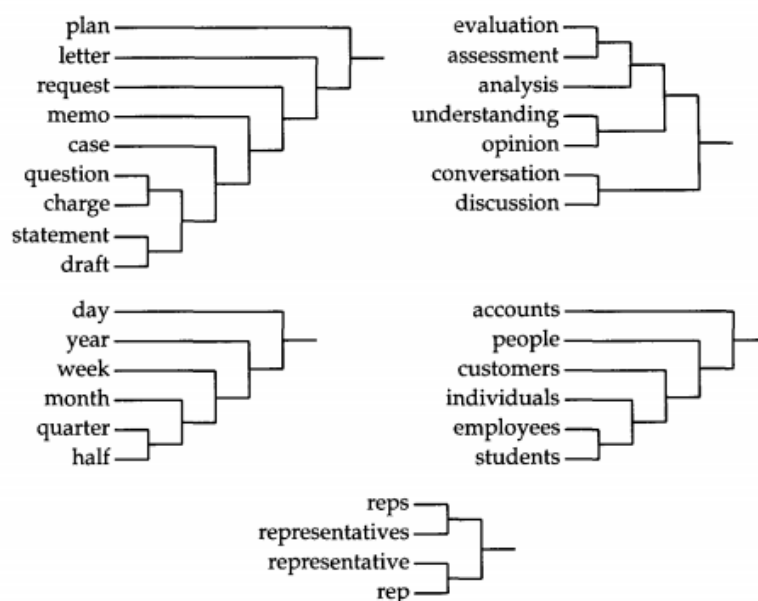 plan
letter
request
memo
case
question
charge
statement
draft
evaluation
assessment
analysis
understanding
opinion
conversation
discussion
day
year
week
month
quarter
half
accounts
people
customers
individuals
employees
students
reps
representatives
representative
rep